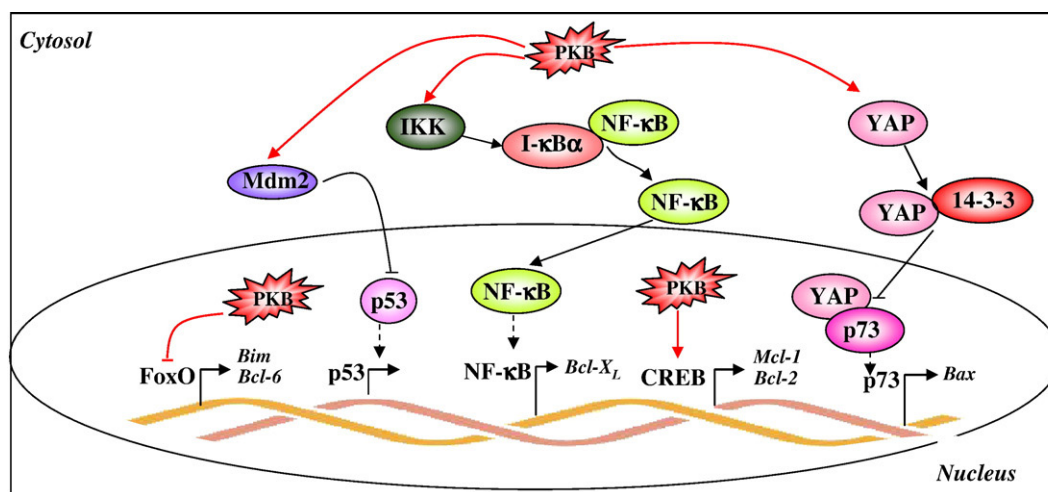 Cytosol
PKB
IKK
I-κBα
NF-κB
YAP
Mdm2
NF-κB
YAP
14-3-3
PKB
p53
NF-κB
PKB
YAP
p73
FoxO
Bim
Bcl-6
p53
NF-κB
Bcl-XL
CREB
Mcl-1
Bcl-2
p73
Bax
Nucleus